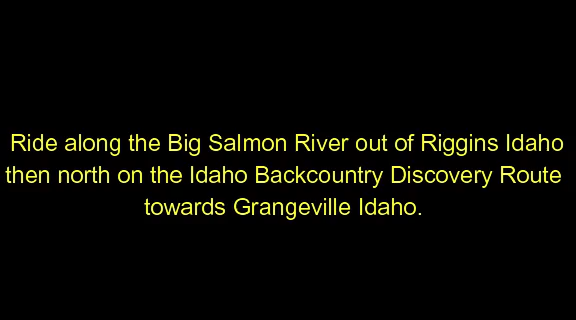 Ride along the Big Salmon River out of Riggins Idaho
then north on the Idaho Backcountry Discovery Route
towards Grangeville Idaho.